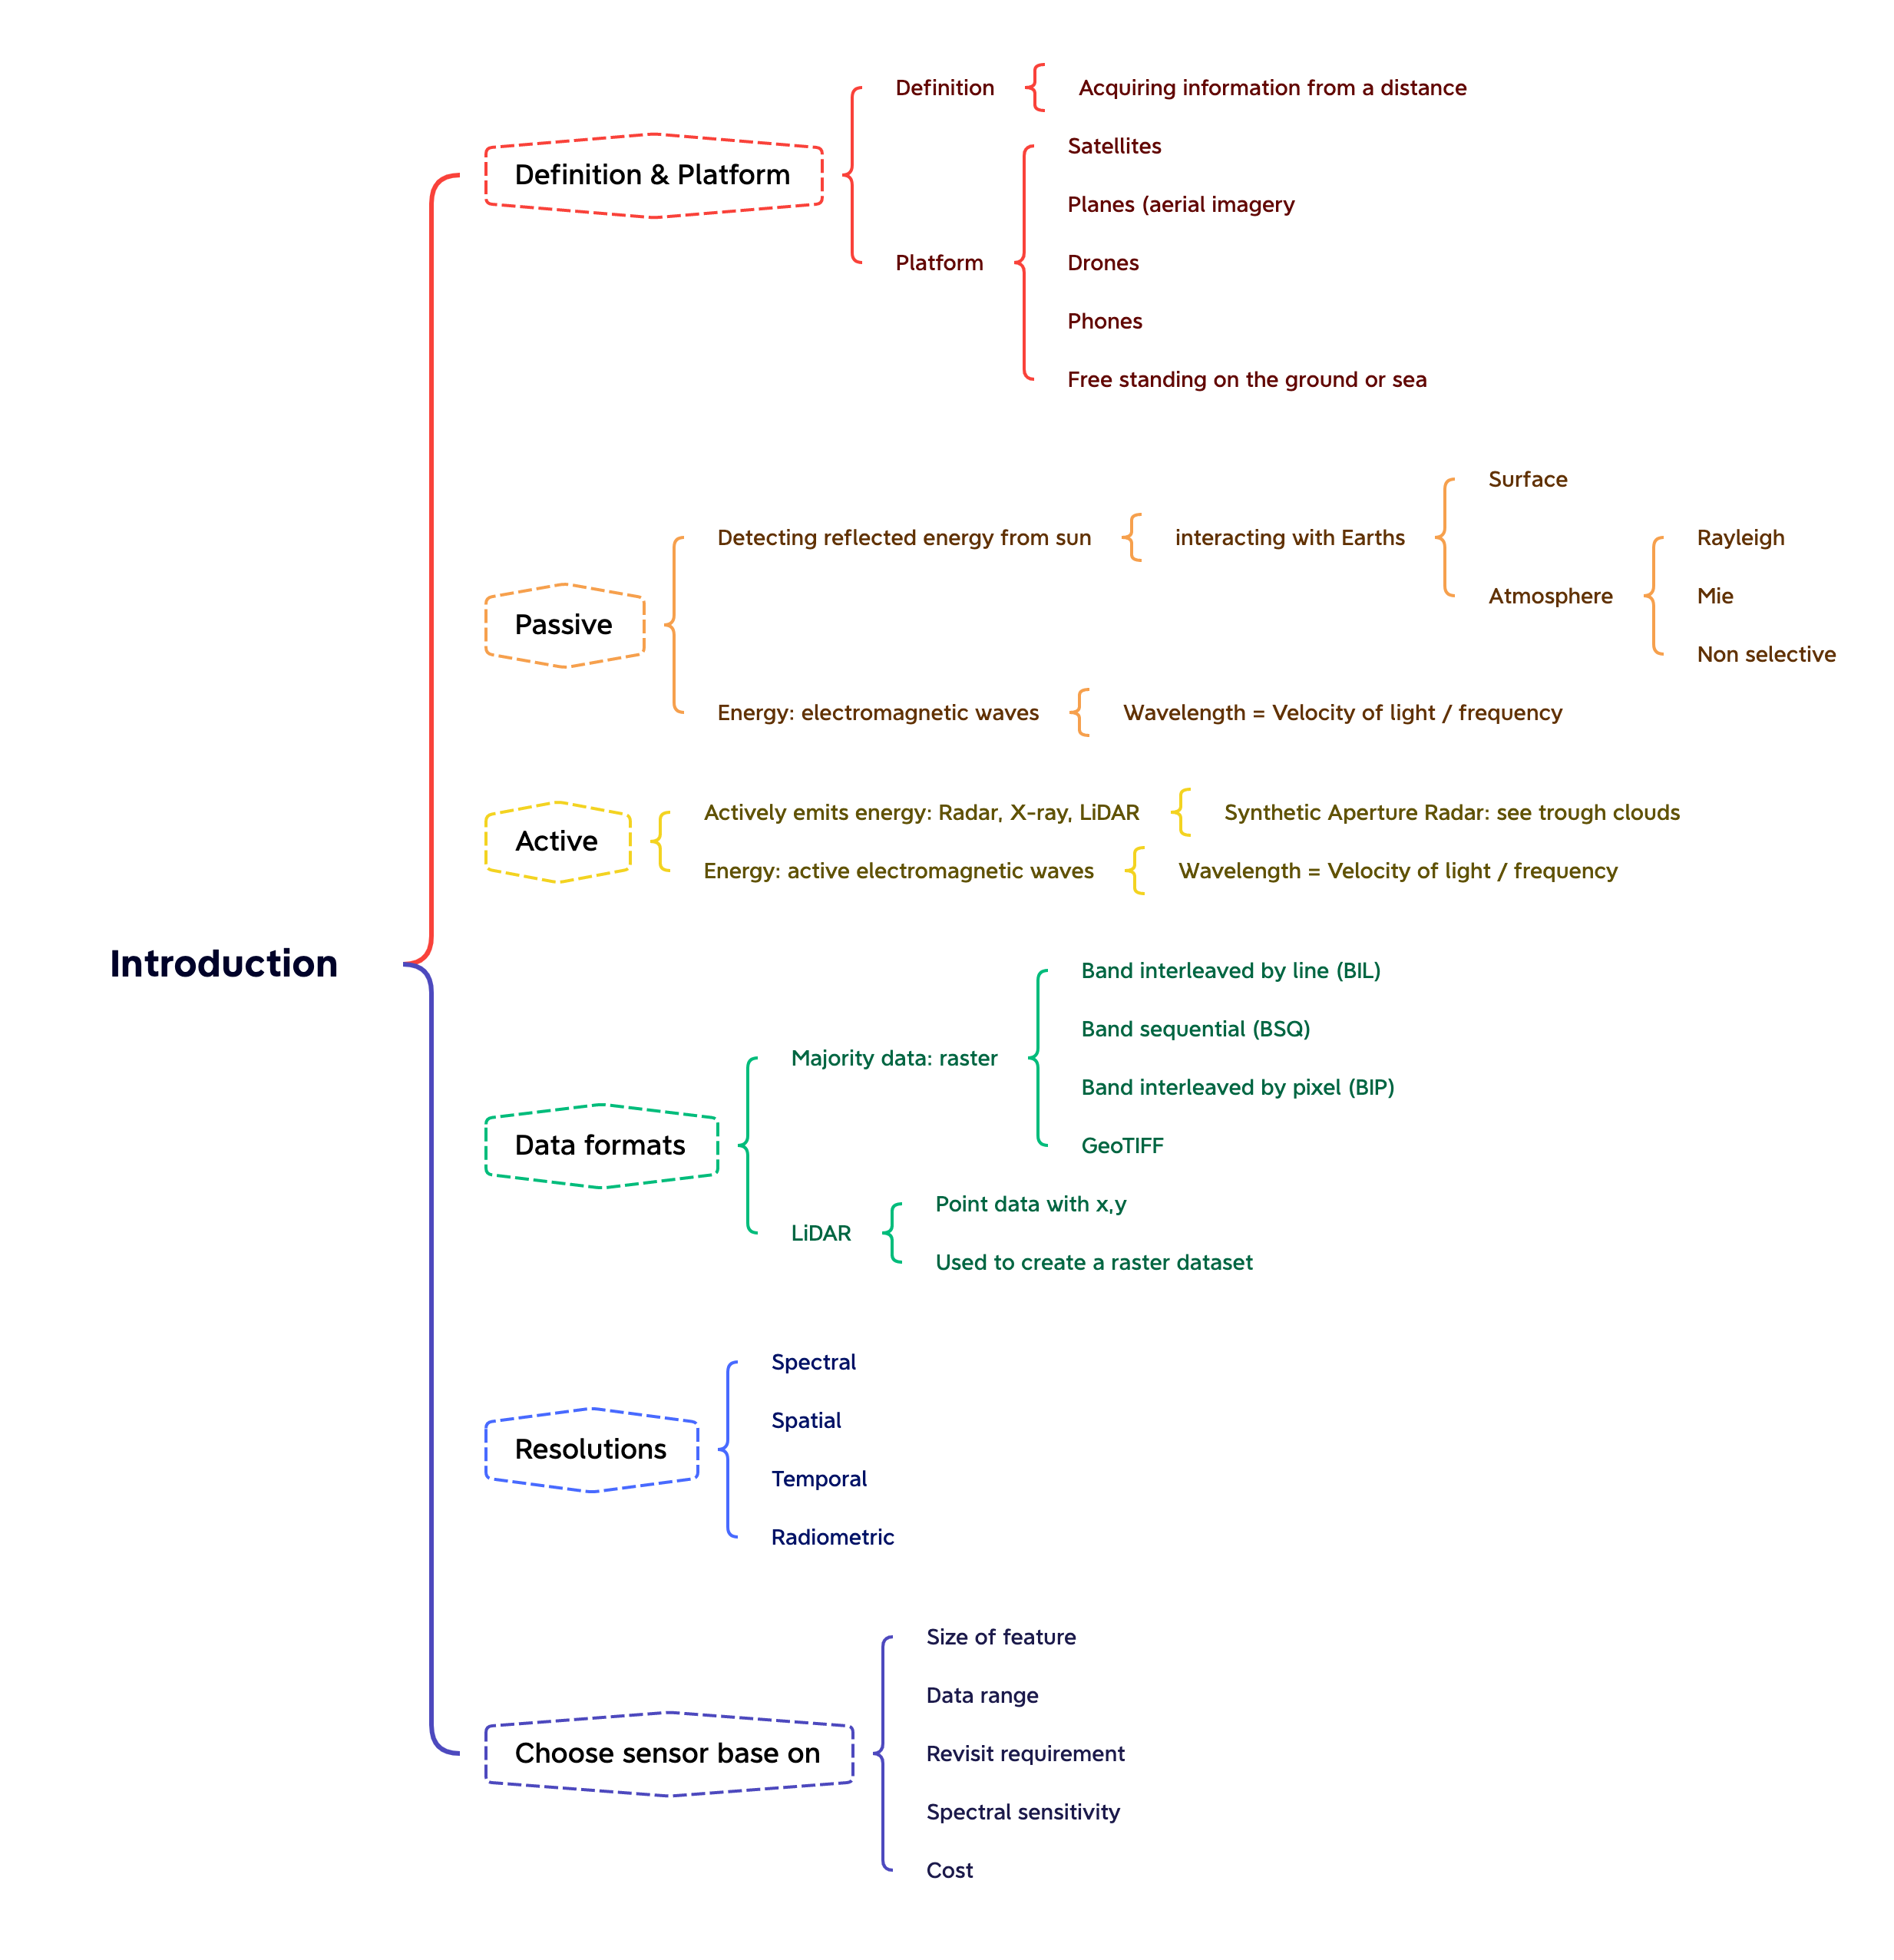 Introduction
Definition & Platform
Definition
Acquiring information from a distance
Platform
Satellites
Planes (aerial imagery
Drones
Phones
Free standing on the ground or sea
Passive
Detecting reflected energy from sun
interacting with Earths
Surface
Atmosphere
Rayleigh
Mie
Non selective
Energy: electromagnetic waves
Wavelength = Velocity of light / frequency
Active
Actively emits energy: Radar, X-ray, LiDAR
Synthetic Aperture Radar: see trough clouds
Energy: active electromagnetic waves
Wavelength = Velocity of light / frequency
Data formats
Majority data: raster
Band interleaved by line (BIL)
Band sequential (BSQ)
Band interleaved by pixel (BIP)
GeoTIFF
LiDAR
Point data with x,y
Used to create a raster dataset
Resolutions
Spectral
Spatial
Temporal
Radiometric
Choose sensor base on
Size of feature
Data range
Revisit requirement
Spectral sensitivity
Cost